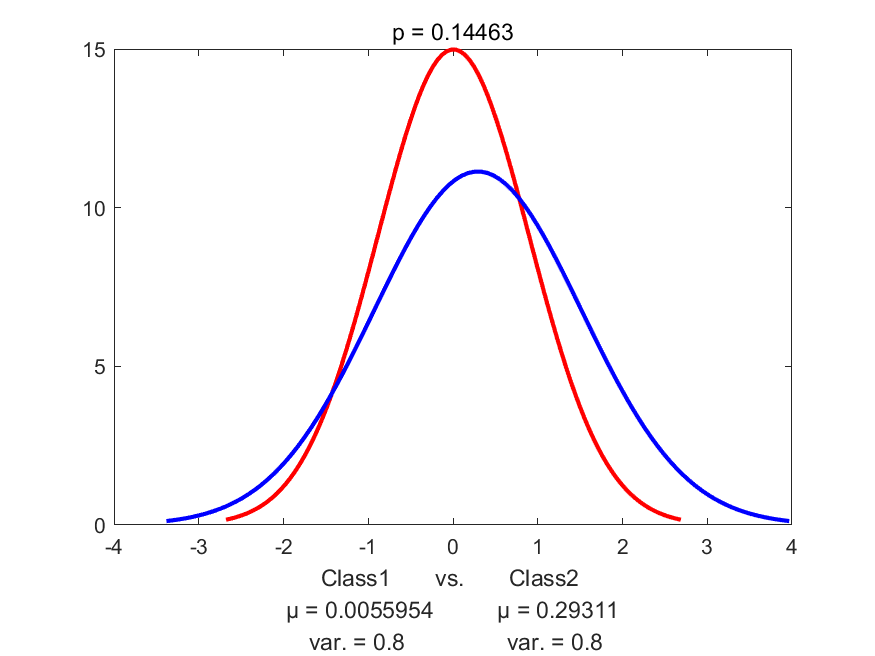 p = 0.14463
15
10
5
0
-4 -3 -2 -1 0 1 2 3 4
Class1 vs. Class2
μ = 0.0055954 μ = 0.29311
var. = 0.8 var. = 0.8